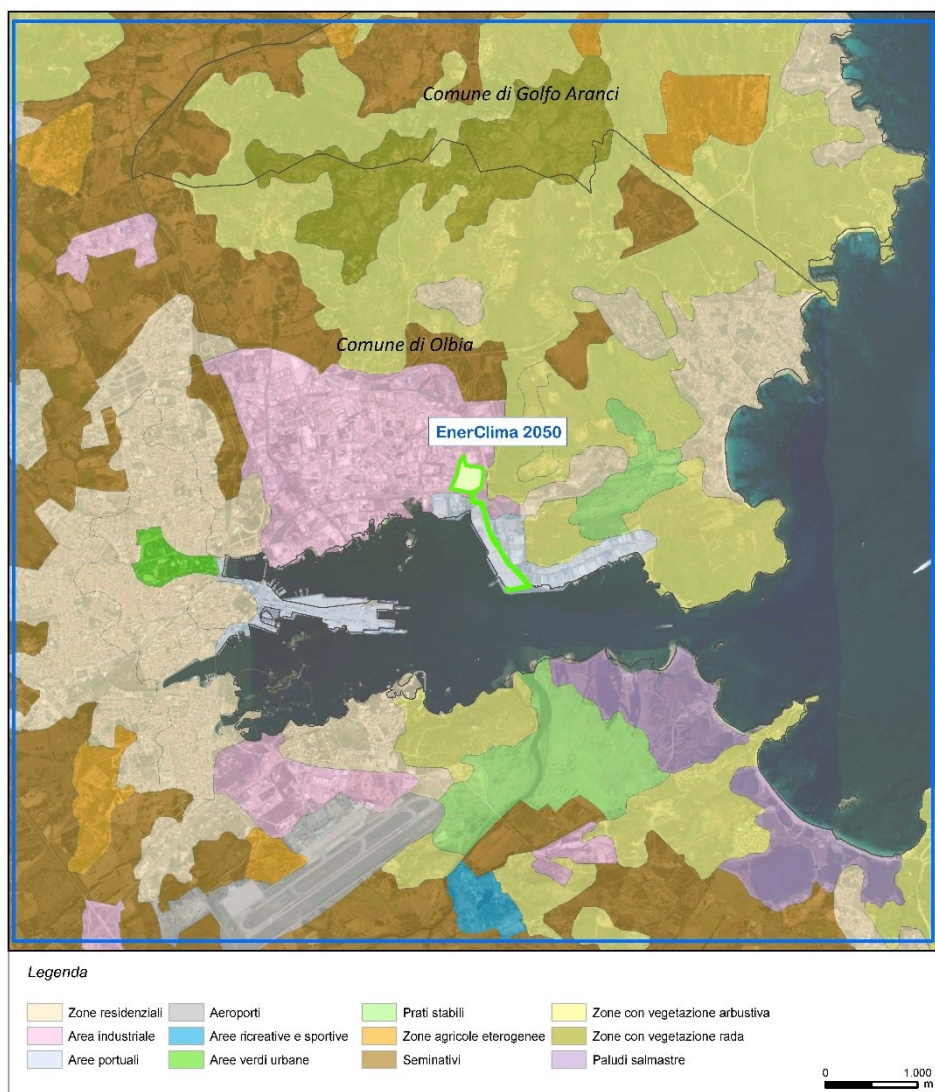 Comune di Golfo Aranci
Comune di Olbia
EnerClima 2050
Legenda
Zone residenziali
Area industriale
Aree portuali
Aeroporti
Aree ricreative e sportive
Aree verdi urbane
Prati stabili
Zone agricole eterogenee
Seminativi
Zone con vegetazione arbustiva
Zone con vegetazione rada
Paludi salmastre
0 1.000
m